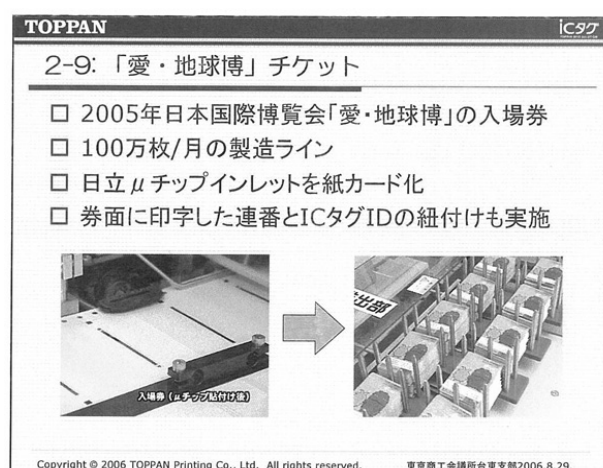 TOPPAN
ICタグ
2-9: 「愛・地球博」チケット
□ 2005年日本国際博覧会「愛・地球博」の入場券
□ 100万枚/月の製造ライン
□ 日立μチップインレットを紙カード化
□ 券面に印字した連番とICタグIDの紐付けも実施
出部
入場券(μチップ貼付け後)
Copyright © 2006 TOPPAN Printing Co., Ltd. All rights reserved.
東京商工会議所台東支部2006.8.29